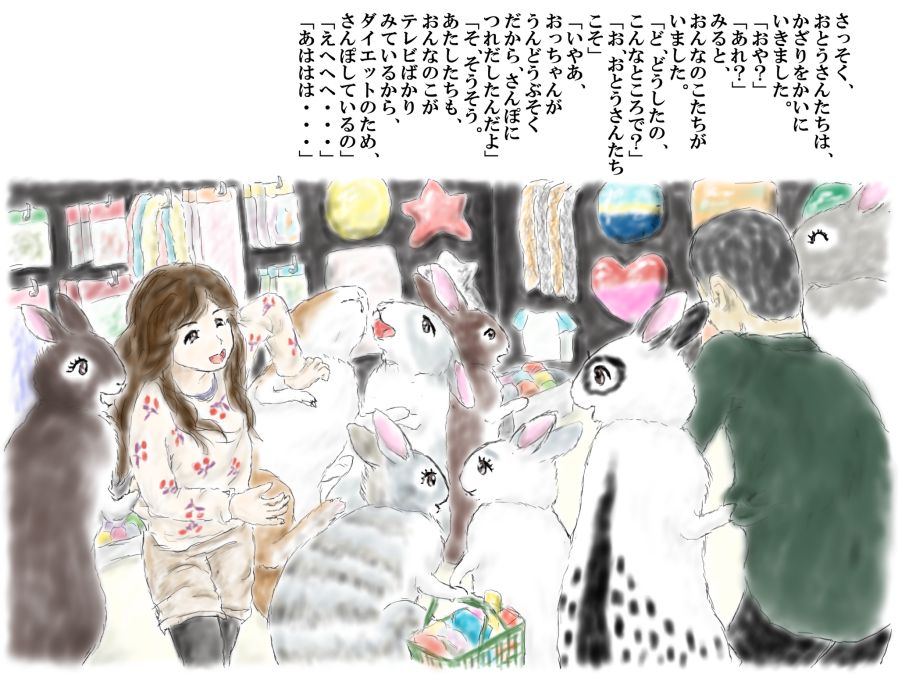 さっそく、
おとうさんたちは、
かざりをかいに
いきました。
「おや？」
「あれ？」
みると、
おんなのこたちが
いました。
「ど、どうしたの、
こんなところで？」
「お、おとうさんたち
こそ」
「いやあ、
おっちゃんが
うんどうぶそく
だから、さんぽに
つれだしたんだよ」
「そ、そうそう。
あたしたちも、
おんなのこが
テレビばかり
みているから、
ダイエットのため、
さんぽしているの」
「えへへへ・・・」
「あははは・・・」